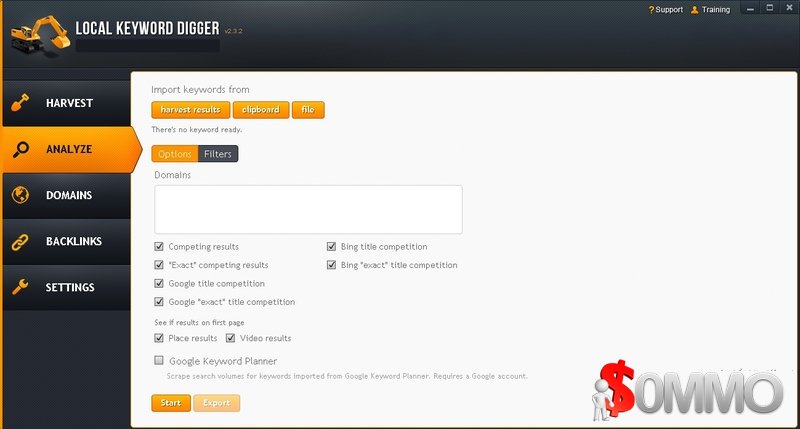 Support Training
LOCAL KEYWORD DIGGER v2.3.2
HARVEST
ANALYZE
DOMAINS
BACKLINKS
SETTINGS
Import keywords from
harvest results clipboard file
There's no keyword ready.
Options Filters
Domains
Competing results Bing title competition
"Exact" competing results Bing "exact" title competition
Google title competition
Google "exact" title competition
See if results on first page
Place results Video results
Google Keyword Planner
Scrape search volumes for keywords imported from Google Keyword Planner. Requires a Google account.
Start Export
$OMMO